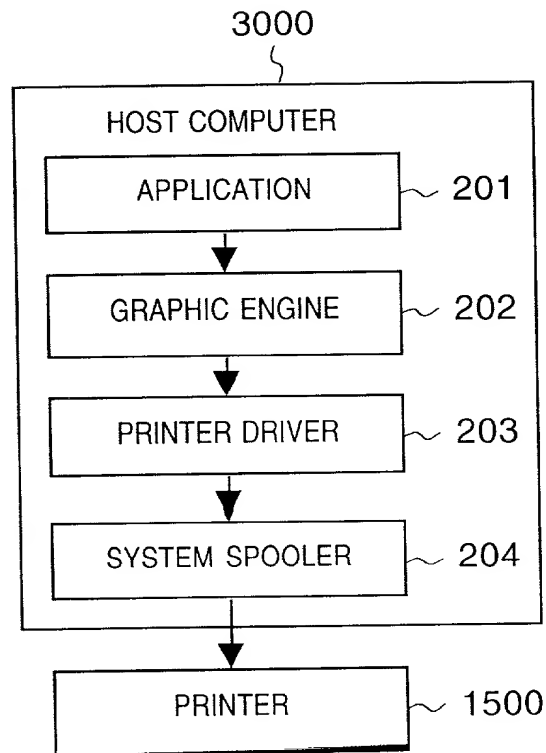 3000
HOST COMPUTER
APPLICATION 201
GRAPHIC ENGINE 202
PRINTER DRIVER 203
SYSTEM SPOOLER 204
PRINTER 1500